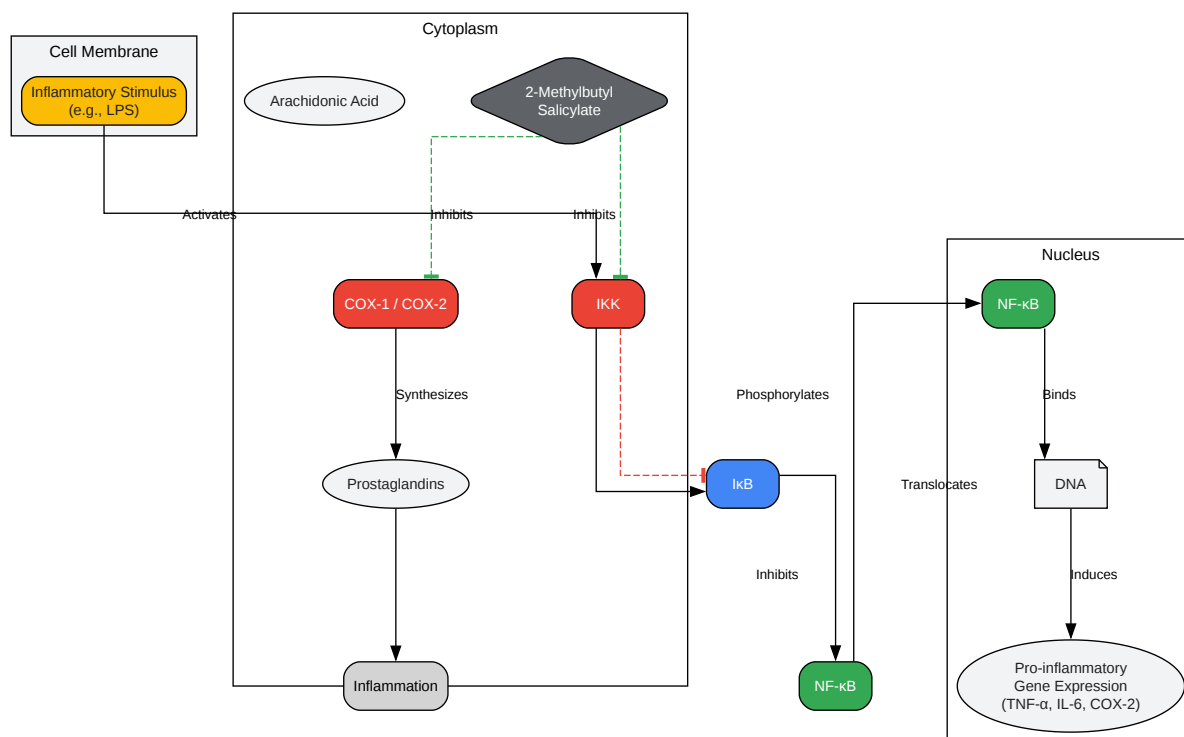 Cytoplasm
Cell Membrane
Inflammatory Stimulus
(e.g., LPS)
Arachidonic Acid
2-Methylbutyl
Salicylate
Activates
Inhibits
Inhibits
Nucleus
COX-1 / COX-2
IKK
NF-κB
Synthesizes
Phosphorylates
Binds
Prostaglandins
IκB
Translocates
DNA
Inhibits
Induces
Inflammation
NF-κB
Pro-inflammatory
Gene Expression
(TNF-α, IL-6, COX-2)